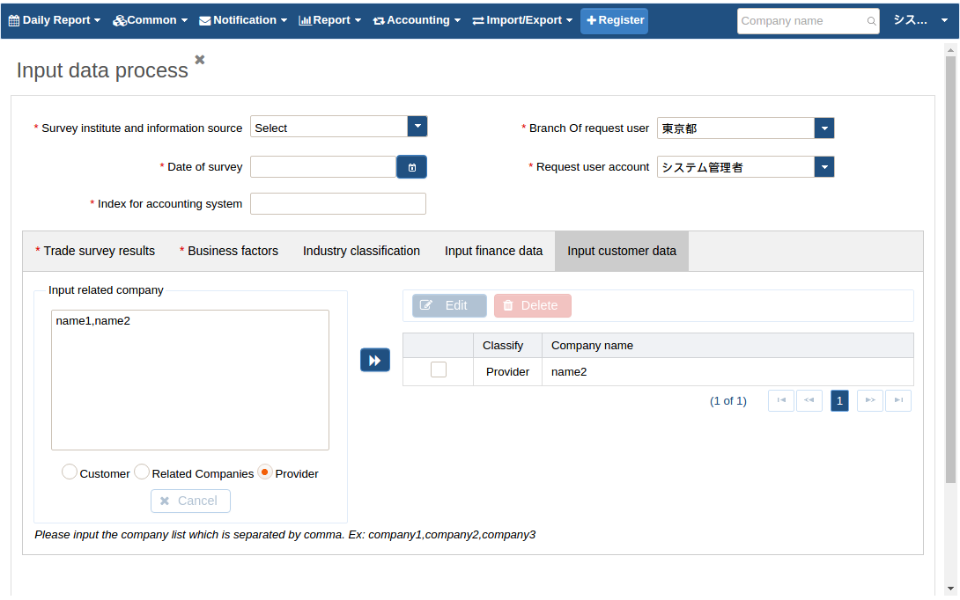 Daily Report Common Notification Report Accounting Import/Export Register Company name シス...
Input data process
* Survey institute and information source Select * Branch Of request user 東京都
* Date of survey * Request user account システム管理者
* Index for accounting system
* Trade survey results * Business factors Industry classification Input finance data Input customer data
Input related company
name1,name2
Edit Delete
Classify Company name
Provider name2
(1 of 1) 1
Customer Related Companies Provider
Cancel
Please input the company list which is separated by comma. Ex: company1,company2,company3